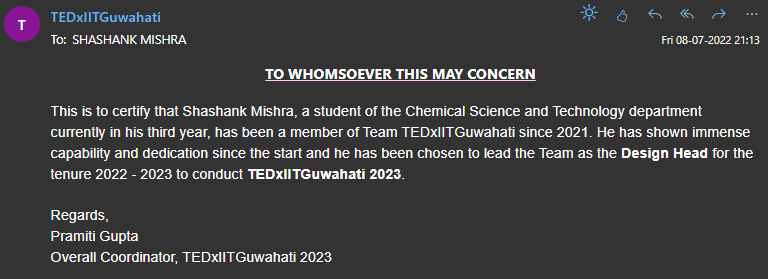 T
TEDxIITGuwahati
To: SHASHANK MISHRA
Fri 08-07-2022 21:13
TO WHOMSOEVER THIS MAY CONCERN
This is to certify that Shashank Mishra, a student of the Chemical Science and Technology department
currently in his third year, has been a member of Team TEDxIITGuwahati since 2021. He has shown immense
capability and dedication since the start and he has been chosen to lead the Team as the Design Head for the
tenure 2022 - 2023 to conduct TEDxIITGuwahati 2023.
Regards,
Pramiti Gupta
Overall Coordinator, TEDxIITGuwahati 2023